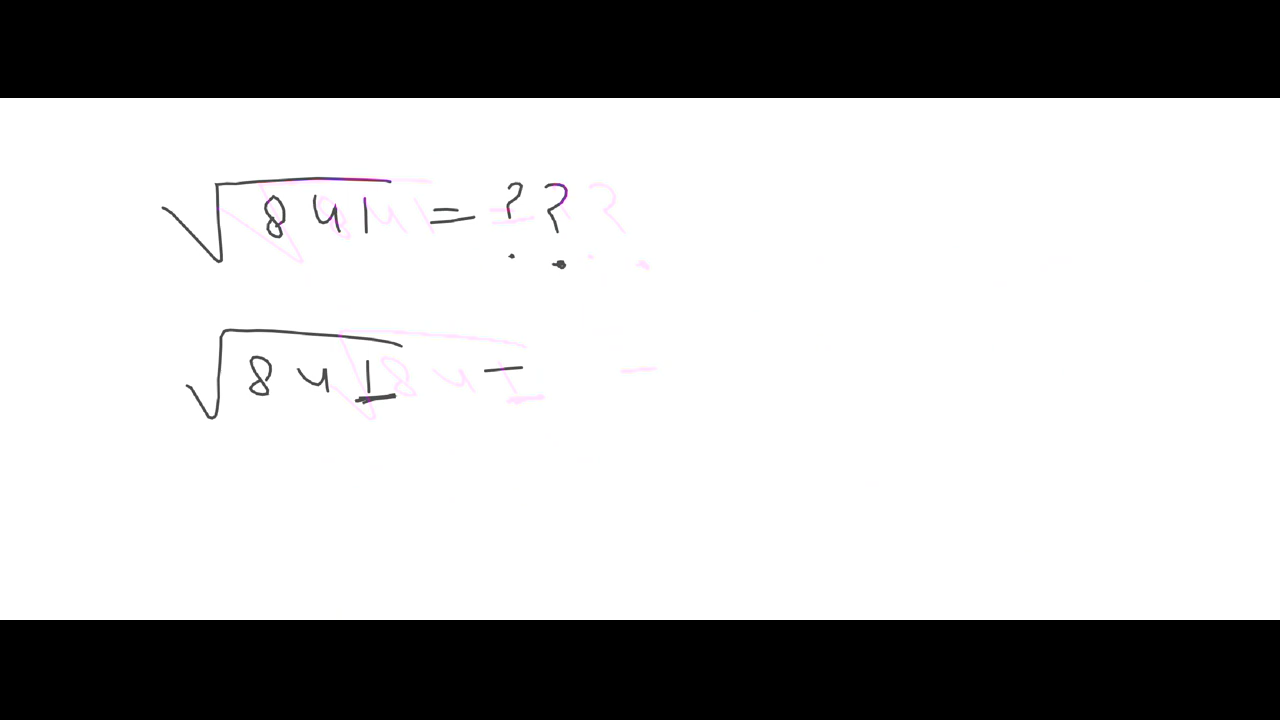 √841 = ??
√841 –